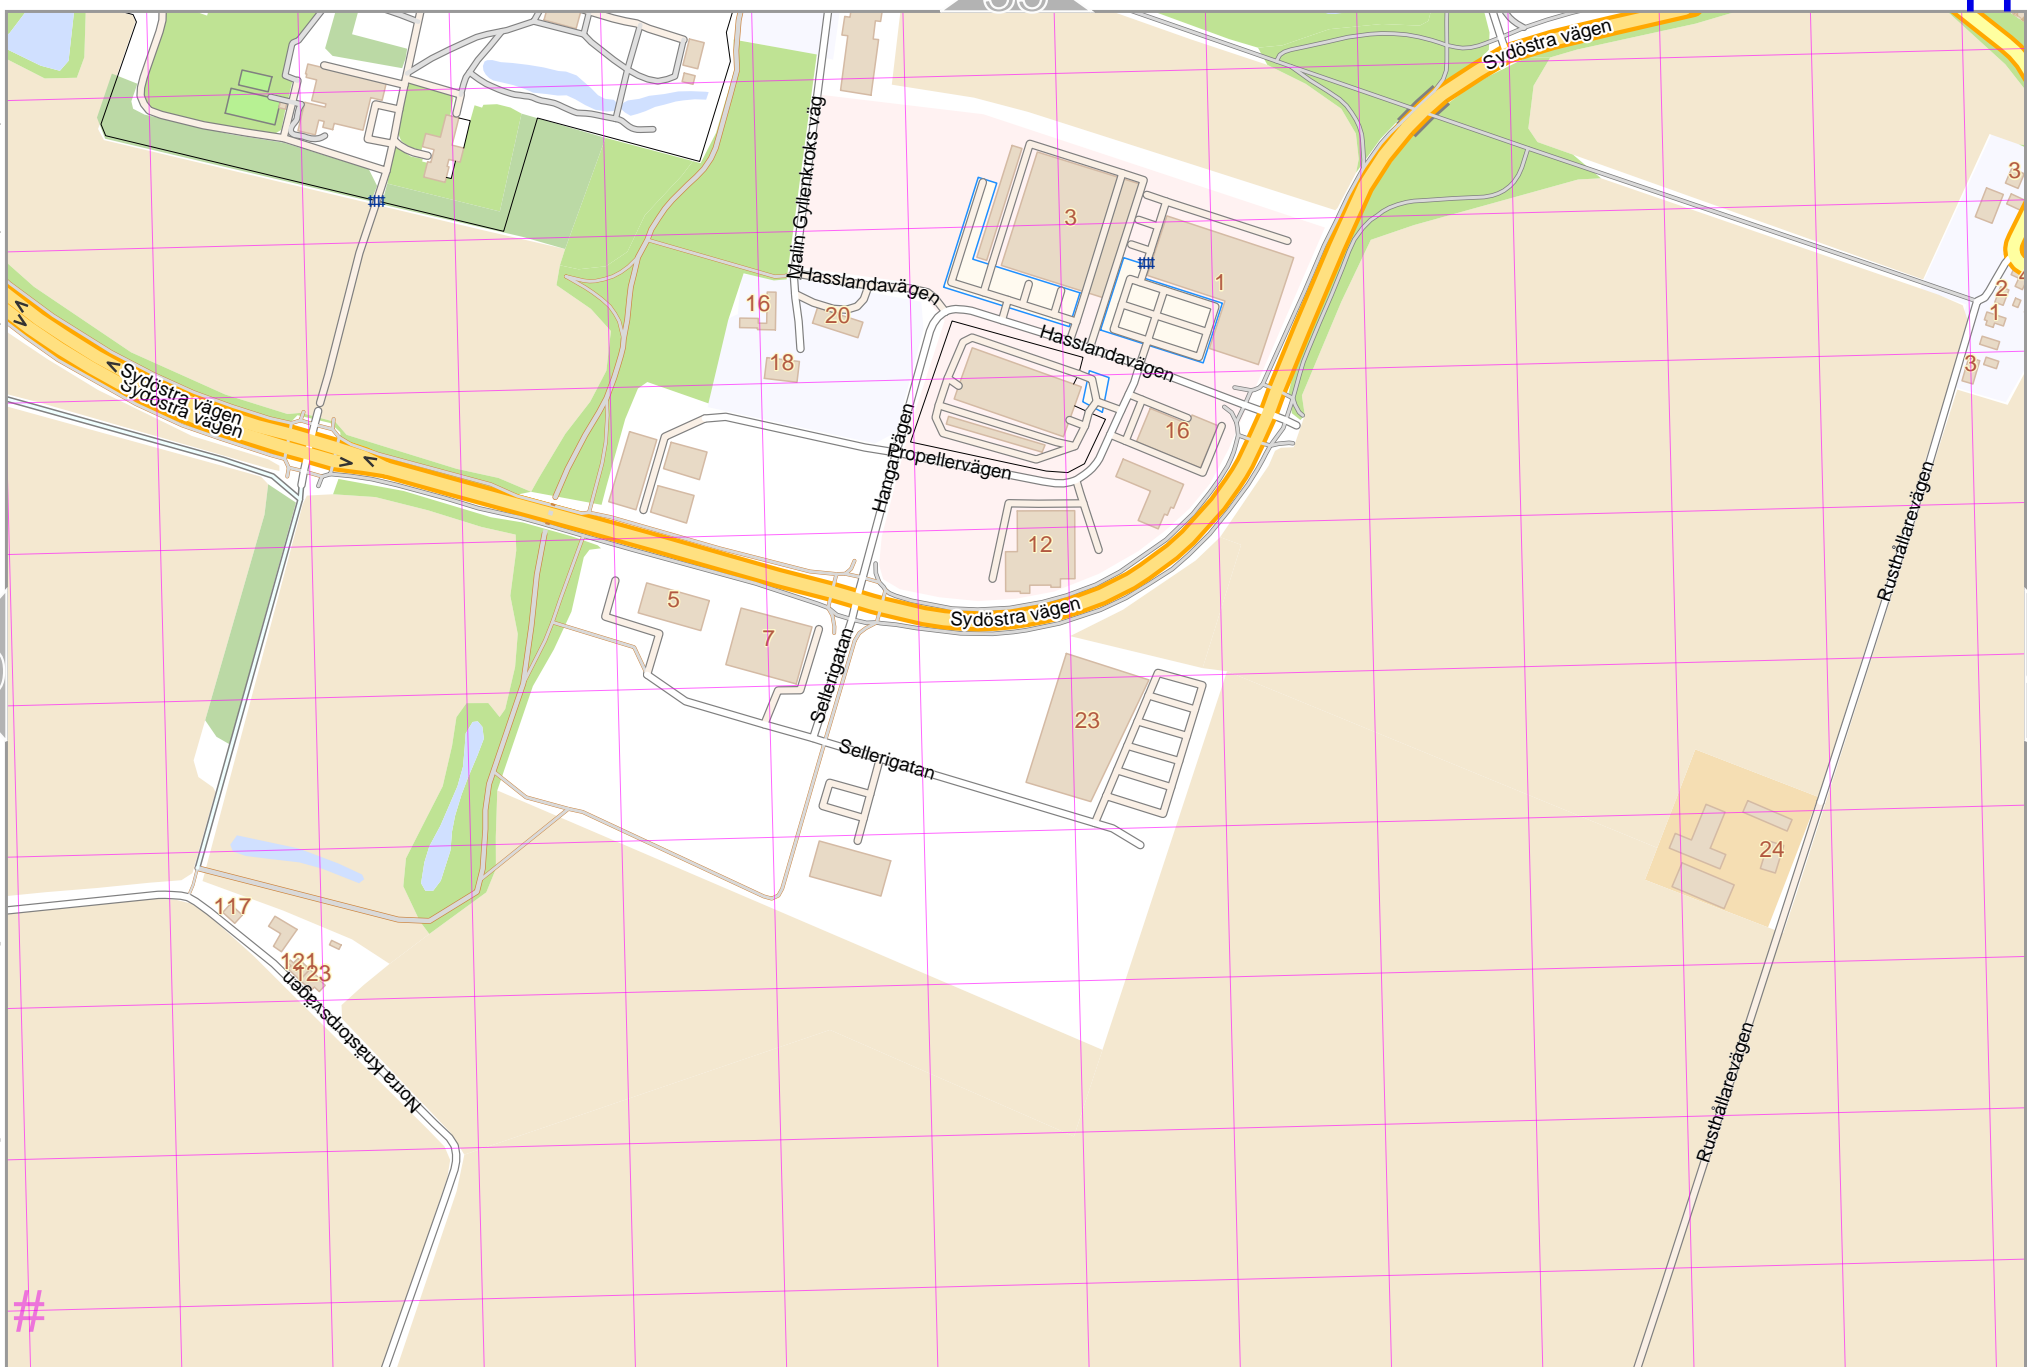 Sydöstra vägen
Malin Gyllenkroks väg
3
3
Hasslandavägen
1
16
20
2
1
Hasslandavägen
18
3
Sydöstra vägen
Sydöstra vägen
Hangarvägen
16
Propellervägen
Rusthållarevägen
12
5
Sydöstra vägen
7
Sellerigatan
23
Sellerigatan
24
117
121
123
Norra Knästorpsvägen
Rusthållarevägen
#